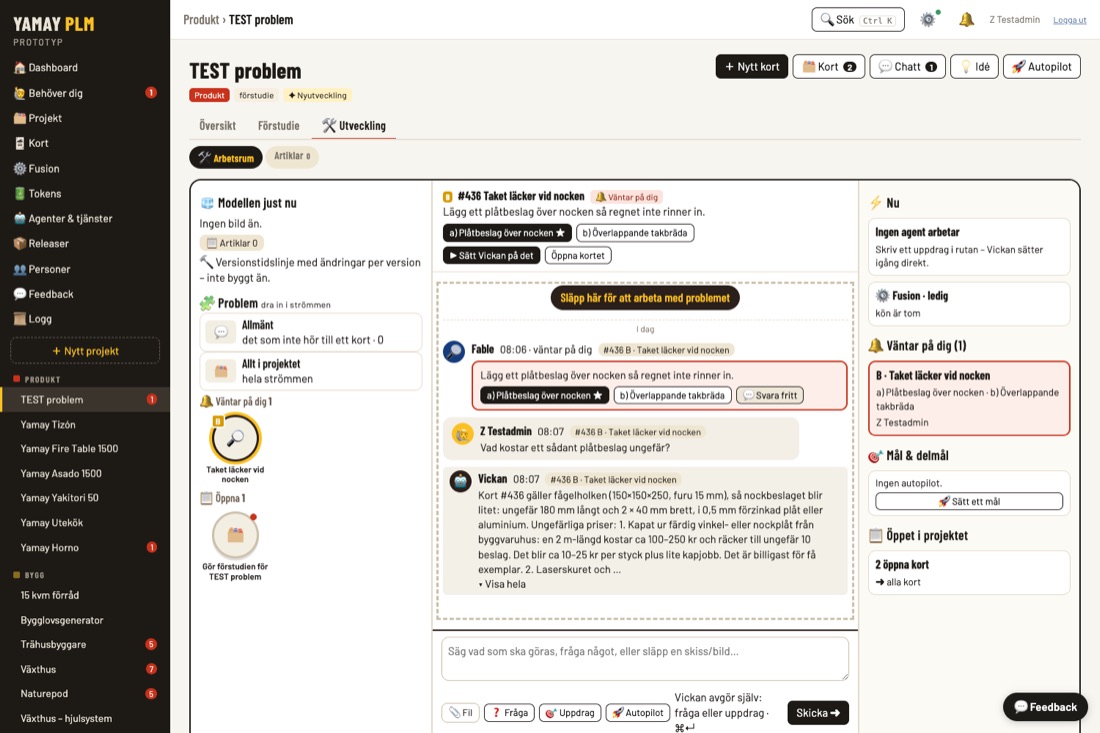 YAMAY PLM
PROTOTYP
Dashboard
Behöver dig 1
Projekt
Kort
Fusion
Tokens
Agenter & tjänster
Releaser
Personer
Feedback
Logg
+ Nytt projekt
PRODUKT
TEST problem 1
Yamay Tizón
Yamay Fire Table 1500
Yamay Asado 1500
Yamay Yakitori 50
Yamay Utekök
Yamay Horno 1
BYGG
15 kvm förråd
Bygglovsgenerator
Trähusbyggare 5
Växthus 7
Naturepod 5
Växthus – hjulsystem
Produkt › TEST problem
Sök Ctrl K
Z Testadmin
Logga ut
TEST problem
+ Nytt kort
Kort 2
Chatt 1
Idé
Autopilot
Produkt förstudie ✦ Nyutveckling
Översikt Förstudie Utveckling
Arbetsrum Artiklar 0
Modellen just nu
Ingen bild än.
Artiklar 0
Versionstidslinje med ändringar per version
– inte byggt än.
Problem dra in i strömmen
Allmänt
det som inte hör till ett kort · 0
Allt i projektet
hela strömmen
Väntar på dig 1
B
Taket läcker vid
nocken
Öppna 1
Gör förstudien för
TEST problem
B #436 Taket läcker vid nocken Väntar på dig
Lägg ett plåtbeslag över nocken så regnet inte rinner in.
a) Plåtbeslag över nocken ★ b) Överlappande takbräda
▶ Sätt Vickan på det Öppna kortet
Släpp här för att arbeta med problemet
I dag
Fable 08:06 · väntar på dig #436 B · Taket läcker vid nocken
Lägg ett plåtbeslag över nocken så regnet inte rinner in.
a) Plåtbeslag över nocken ★ b) Överlappande takbräda Svara fritt
Z Testadmin 08:07 #436 B · Taket läcker vid nocken
Vad kostar ett sådant plåtbeslag ungefär?
Vickan 08:07 #436 B · Taket läcker vid nocken
Kort #436 gäller fågelholken (150×150×250, furu 15 mm), så nockbeslaget blir
litet: ungefär 180 mm långt och 2 × 40 mm brett, i 0,5 mm förzinkad plåt eller
aluminium. Ungefärliga priser: 1. Kapat ur färdig vinkel- eller nockplåt från
byggvaruhus: en 2 m-längd kostar ca 100–250 kr och räcker till ungefär 10
beslag. Det blir ca 10–25 kr per styck plus lite kapjobb. Det är billigast för få
exemplar. 2. Laserskuret och ...
▾ Visa hela
Säg vad som ska göras, fråga något, eller släpp en skiss/bild...
Fil
? Fråga
Uppdrag
Autopilot
Vickan avgör själv:
fråga eller uppdrag ·
⌘↵
Skicka ➔
Nu
Ingen agent arbetar
Skriv ett uppdrag i rutan – Vickan sätter
igång direkt.
Fusion · ledig
kön är tom
Väntar på dig (1)
B · Taket läcker vid nocken
a) Plåtbeslag över nocken · b) Överlappande
takbräda
Z Testadmin
Mål & delmål
Ingen autopilot.
Sätt ett mål
Öppet i projektet
2 öppna kort
➔ alla kort
Feedback